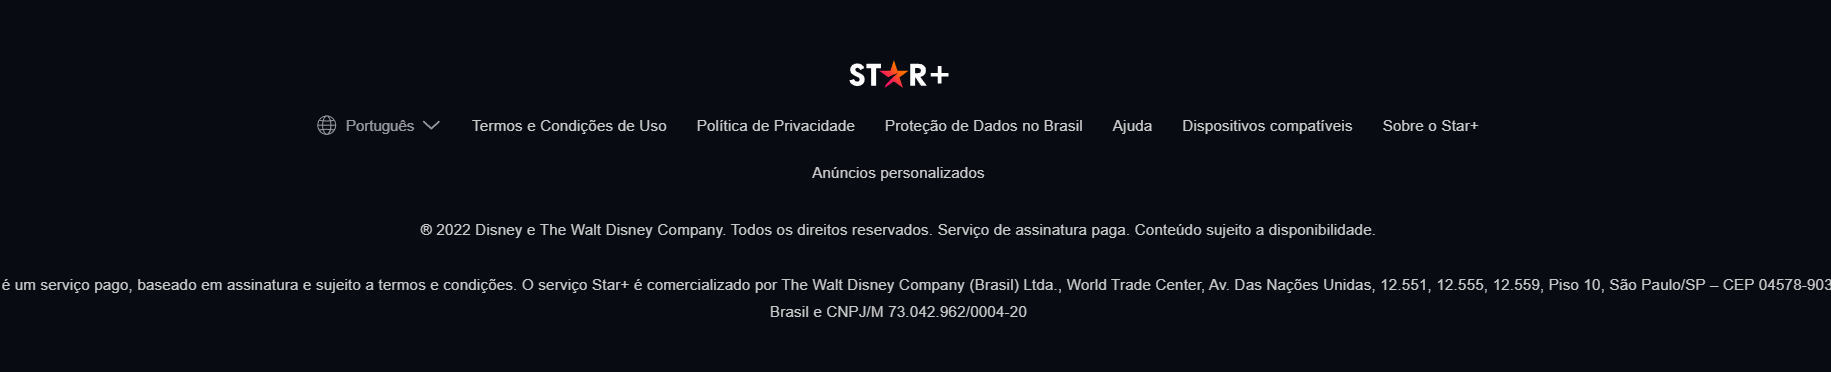 STAR+
Português Termos e Condições de Uso Política de Privacidade Proteção de Dados no Brasil Ajuda Dispositivos compatíveis Sobre o Star+
Anúncios personalizados
® 2022 Disney e The Walt Disney Company. Todos os direitos reservados. Serviço de assinatura paga. Conteúdo sujeito a disponibilidade.
é um serviço pago, baseado em assinatura e sujeito a termos e condições. O serviço Star+ é comercializado por The Walt Disney Company (Brasil) Ltda., World Trade Center, Av. Das Nações Unidas, 12.551, 12.555, 12.559, Piso 10, São Paulo/SP – CEP 04578-903
Brasil e CNPJ/M 73.042.962/0004-20